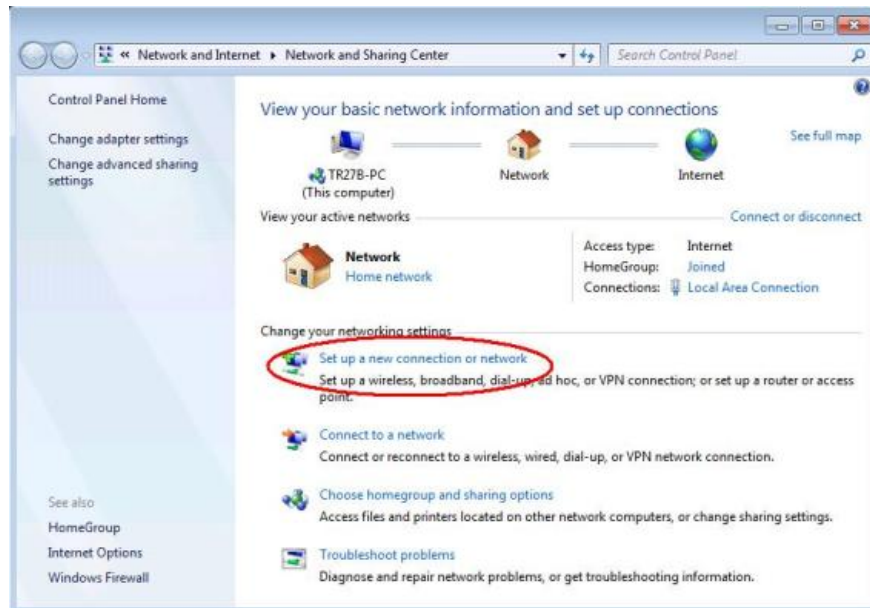 « Network and Internet ▸ Network and Sharing Center
Search Control Panel
Control Panel Home
Change adapter settings
Change advanced sharing
settings
See also
HomeGroup
Internet Options
Windows Firewall
View your basic network information and set up connections
See full map
TR27B-PC
(This computer)
Network
Internet
View your active networks
Connect or disconnect
Network
Home network
Access type: Internet
HomeGroup: Joined
Connections: Local Area Connection
Change your networking settings
Set up a new connection or network
Set up a wireless, broadband, dial-up, ad hoc, or VPN connection; or set up a router or access
point.
Connect to a network
Connect or reconnect to a wireless, wired, dial-up, or VPN network connection.
Choose homegroup and sharing options
Access files and printers located on other network computers, or change sharing settings.
Troubleshoot problems
Diagnose and repair network problems, or get troubleshooting information.